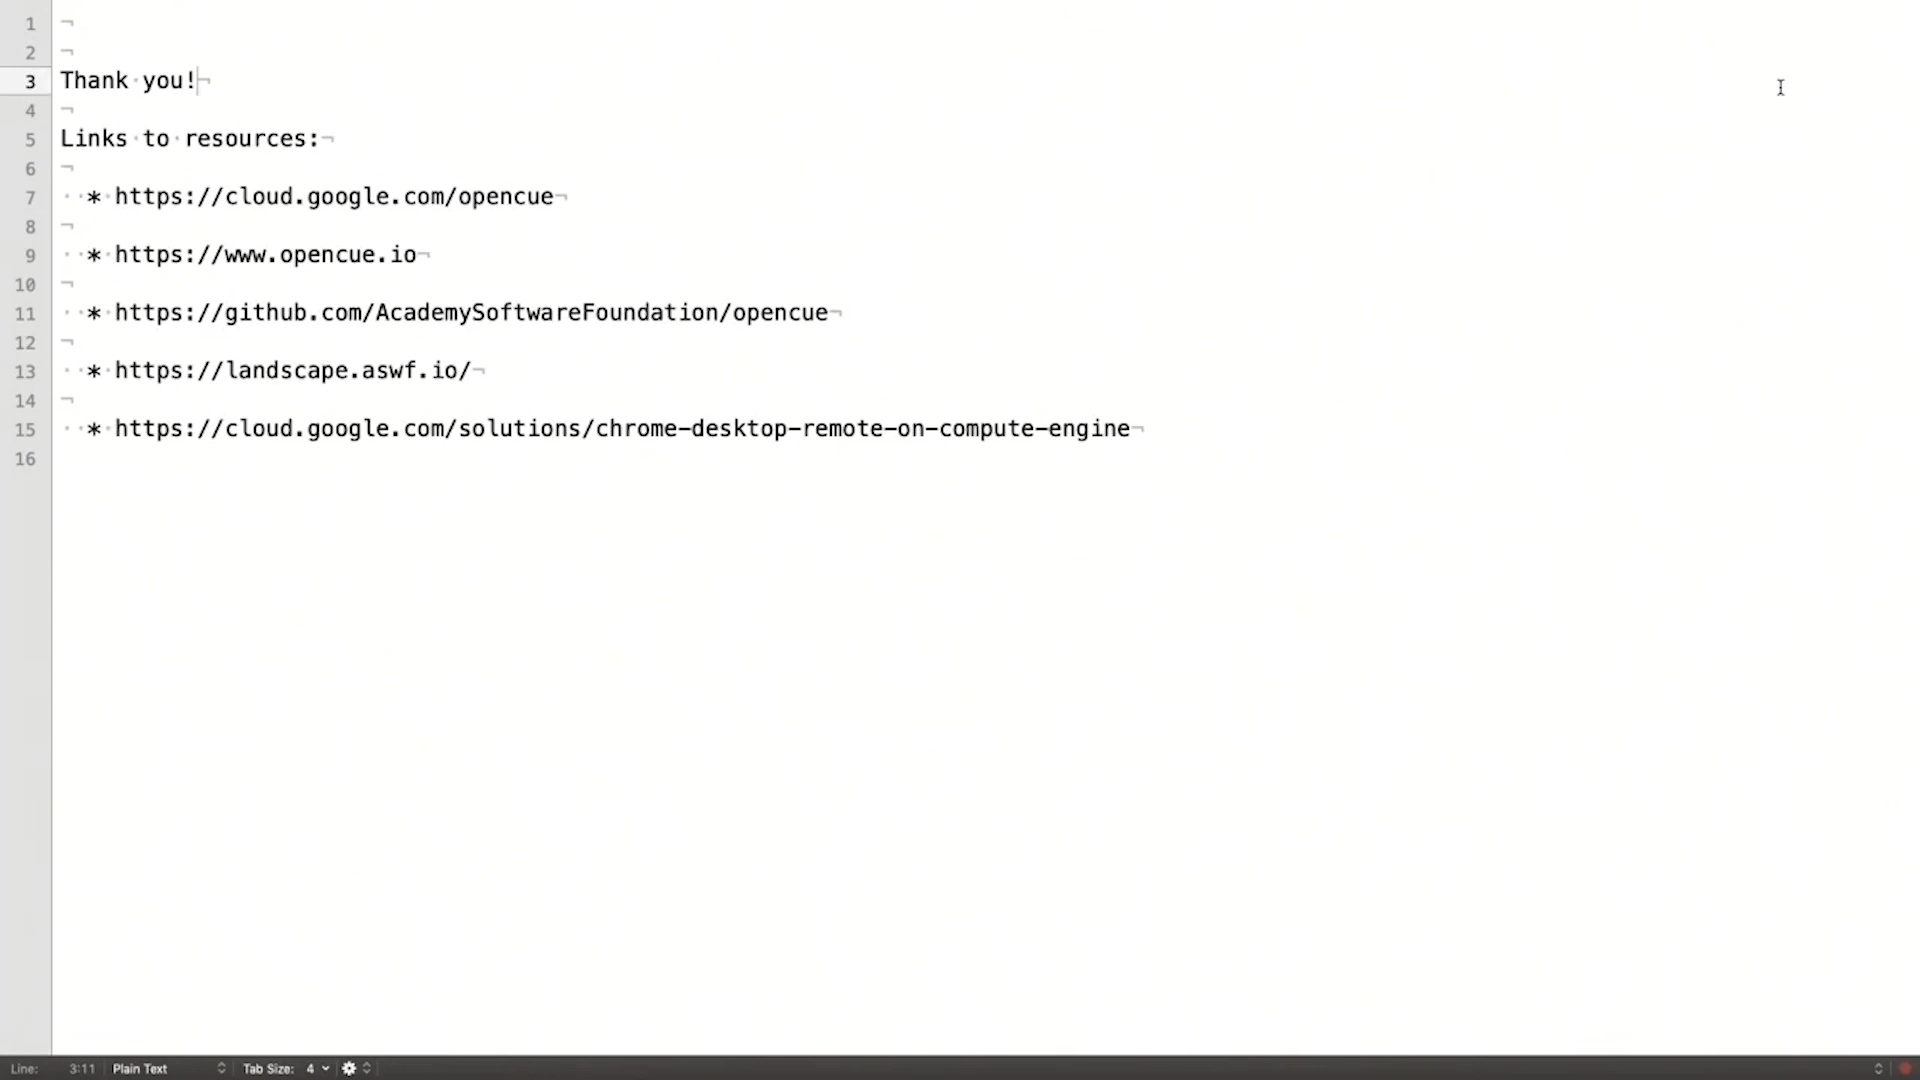 1
2
3 Thank you!
4
5 Links to resources:
6
7 * https://cloud.google.com/opencue
8
9 * https://www.opencue.io
10
11 * https://github.com/AcademySoftwareFoundation/opencue
12
13 * https://landscape.aswf.io/
14
15 * https://cloud.google.com/solutions/chrome-desktop-remote-on-compute-engine
16
Line: 3:11 Plain Text Tab Size: 4